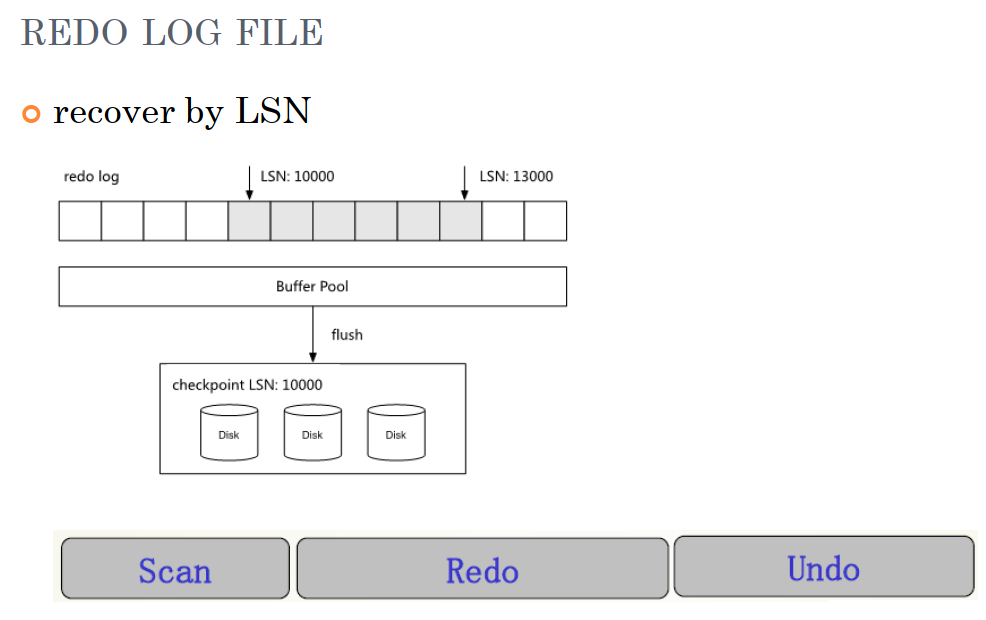 REDO LOG FILE
recover by LSN
redo log
LSN: 10000
LSN: 13000
Buffer Pool
flush
checkpoint LSN: 10000
Disk
Disk
Disk
Scan
Redo
Undo